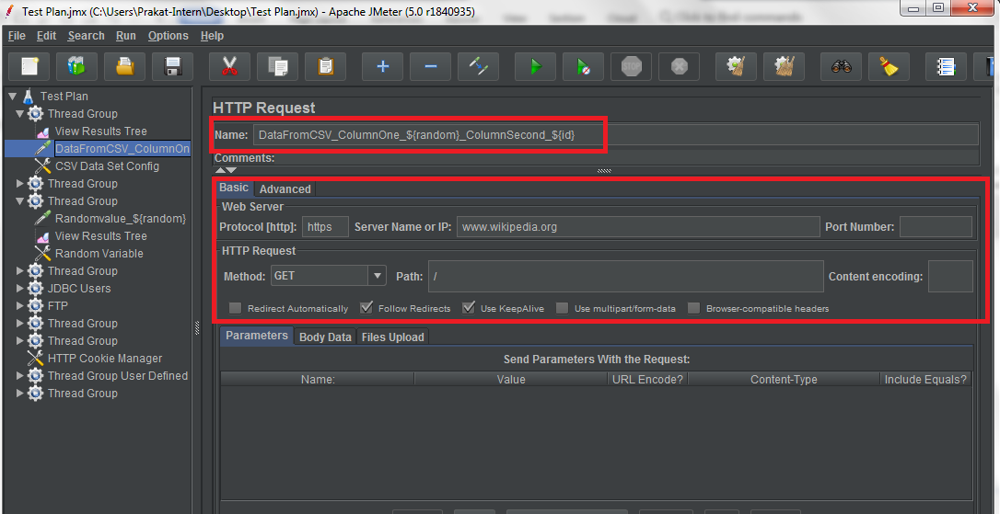 Test Plan.jmx (C:\Users\Prakat-Intern\Desktop\Test Plan.jmx) - Apache JMeter (5.0 r1840935)
File Edit Search Run Options Help
STOP
Test Plan
Thread Group
View Results Tree
DataFromCSV_ColumnOn
CSV Data Set Config
Thread Group
Thread Group
Randomvalue_${random}
View Results Tree
Random Variable
Thread Group
JDBC Users
FTP
Thread Group
Thread Group
HTTP Cookie Manager
Thread Group User Defined
Thread Group
HTTP Request
Name: DataFromCSV_ColumnOne_${random}_ColumnSecond_${id}
Comments:
Basic Advanced
Web Server
Protocol [http]: https Server Name or IP: www.wikipedia.org Port Number:
HTTP Request
Method: GET Path: / Content encoding:
Redirect Automatically Follow Redirects Use KeepAlive Use multipart/form-data Browser-compatible headers
Parameters Body Data Files Upload
Send Parameters With the Request:
Name: Value URL Encode? Content-Type Include Equals?